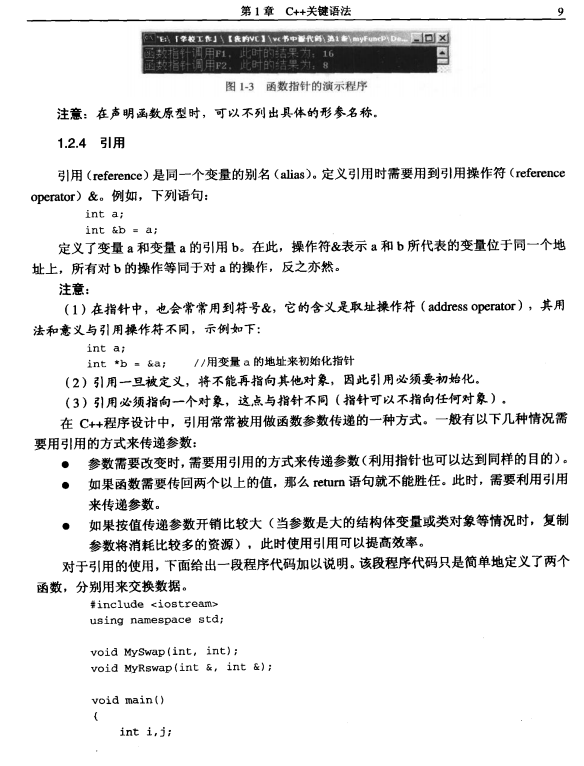 第 1 章 C++关键语法 9
"E:\【学校工作】\【我的VC】\vc书中源代码\第1章\myFuncP\De...
函数指针调用F1，此时的结果为：16
函数指针调用F2，此时的结果为：8
图 1-3 函数指针的演示程序
注意：在声明函数原型时，可以不列出具体的形参名称。
1.2.4 引用
引用（reference）是同一个变量的别名（alias）。定义引用时需要用到引用操作符（reference
operator）&。例如，下列语句：
int a;
int &b = a;
定义了变量 a 和变量 a 的引用 b。在此，操作符&表示 a 和 b 所代表的变量位于同一个地
址上，所有对 b 的操作等同于对 a 的操作，反之亦然。
注意：
（1）在指针中，也会常常用到符号&，它的含义是取址操作符（address operator），其用
法和意义与引用操作符不同，示例如下：
int a;
int *b = &a; //用变量 a 的地址来初始化指针
（2）引用一旦被定义，将不能再指向其他对象，因此引用必须要初始化。
（3）引用必须指向一个对象，这点与指针不同（指针可以不指向任何对象）。
在 C++程序设计中，引用常常被用做函数参数传递的一种方式。一般有以下几种情况需
要用引用的方式来传递参数：
● 参数需要改变时，需要用引用的方式来传递参数（利用指针也可以达到同样的目的）。
● 如果函数需要传回两个以上的值，那么 return 语句就不能胜任。此时，需要利用引用
来传递参数。
● 如果按值传递参数开销比较大（当参数是大的结构体变量或类对象等情况时，复制
参数将消耗比较多的资源），此时使用引用可以提高效率。
对于引用的使用，下面给出一段程序代码加以说明。该段程序代码只是简单地定义了两个
函数，分别用来交换数据。
#include <iostream>
using namespace std;
void MySwap(int, int);
void MyRswap(int &, int &);
void main()
{
int i,j;